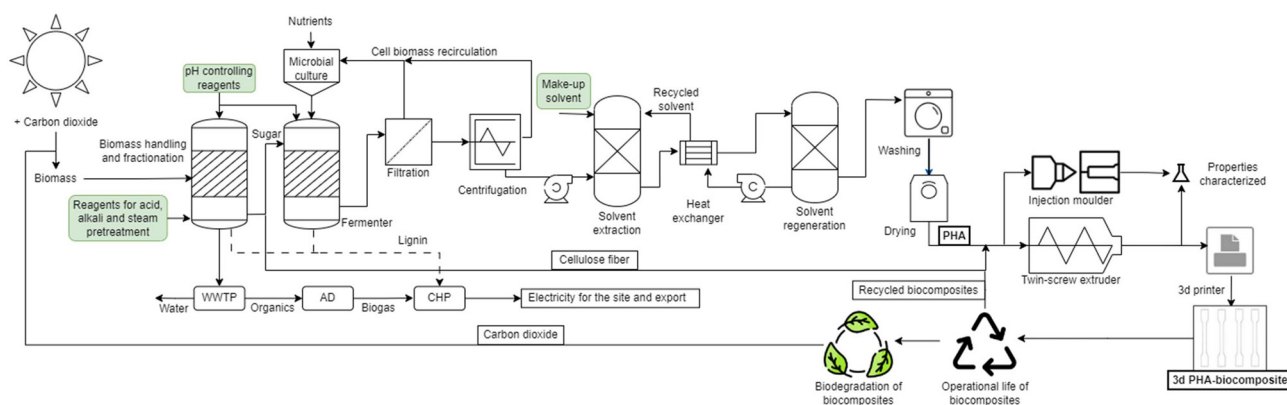 Nutrients
Cell biomass recirculation
Microbial
culture
pH controlling
reagents
Make-up
solvent
Recycled
solvent
+ Carbon dioxide
Biomass handling
and fractionation
Sugar
Biomass
Filtration
Centrifugation
Washing
Properties
characterized
Reagents for acid,
alkali and steam
pretreatment
Fermenter
Solvent
extraction
Heat
exchanger
Solvent
regeneration
Injection moulder
Drying
PHA
Lignin
Cellulose fiber
Twin-screw extruder
WWTP
AD
CHP
Electricity for the site and export
Recycled biocomposites
3d printer
Water
Organics
Biogas
Carbon dioxide
Biodegradation of
biocomposites
Operational life of
biocomposites
3d PHA-biocomposite